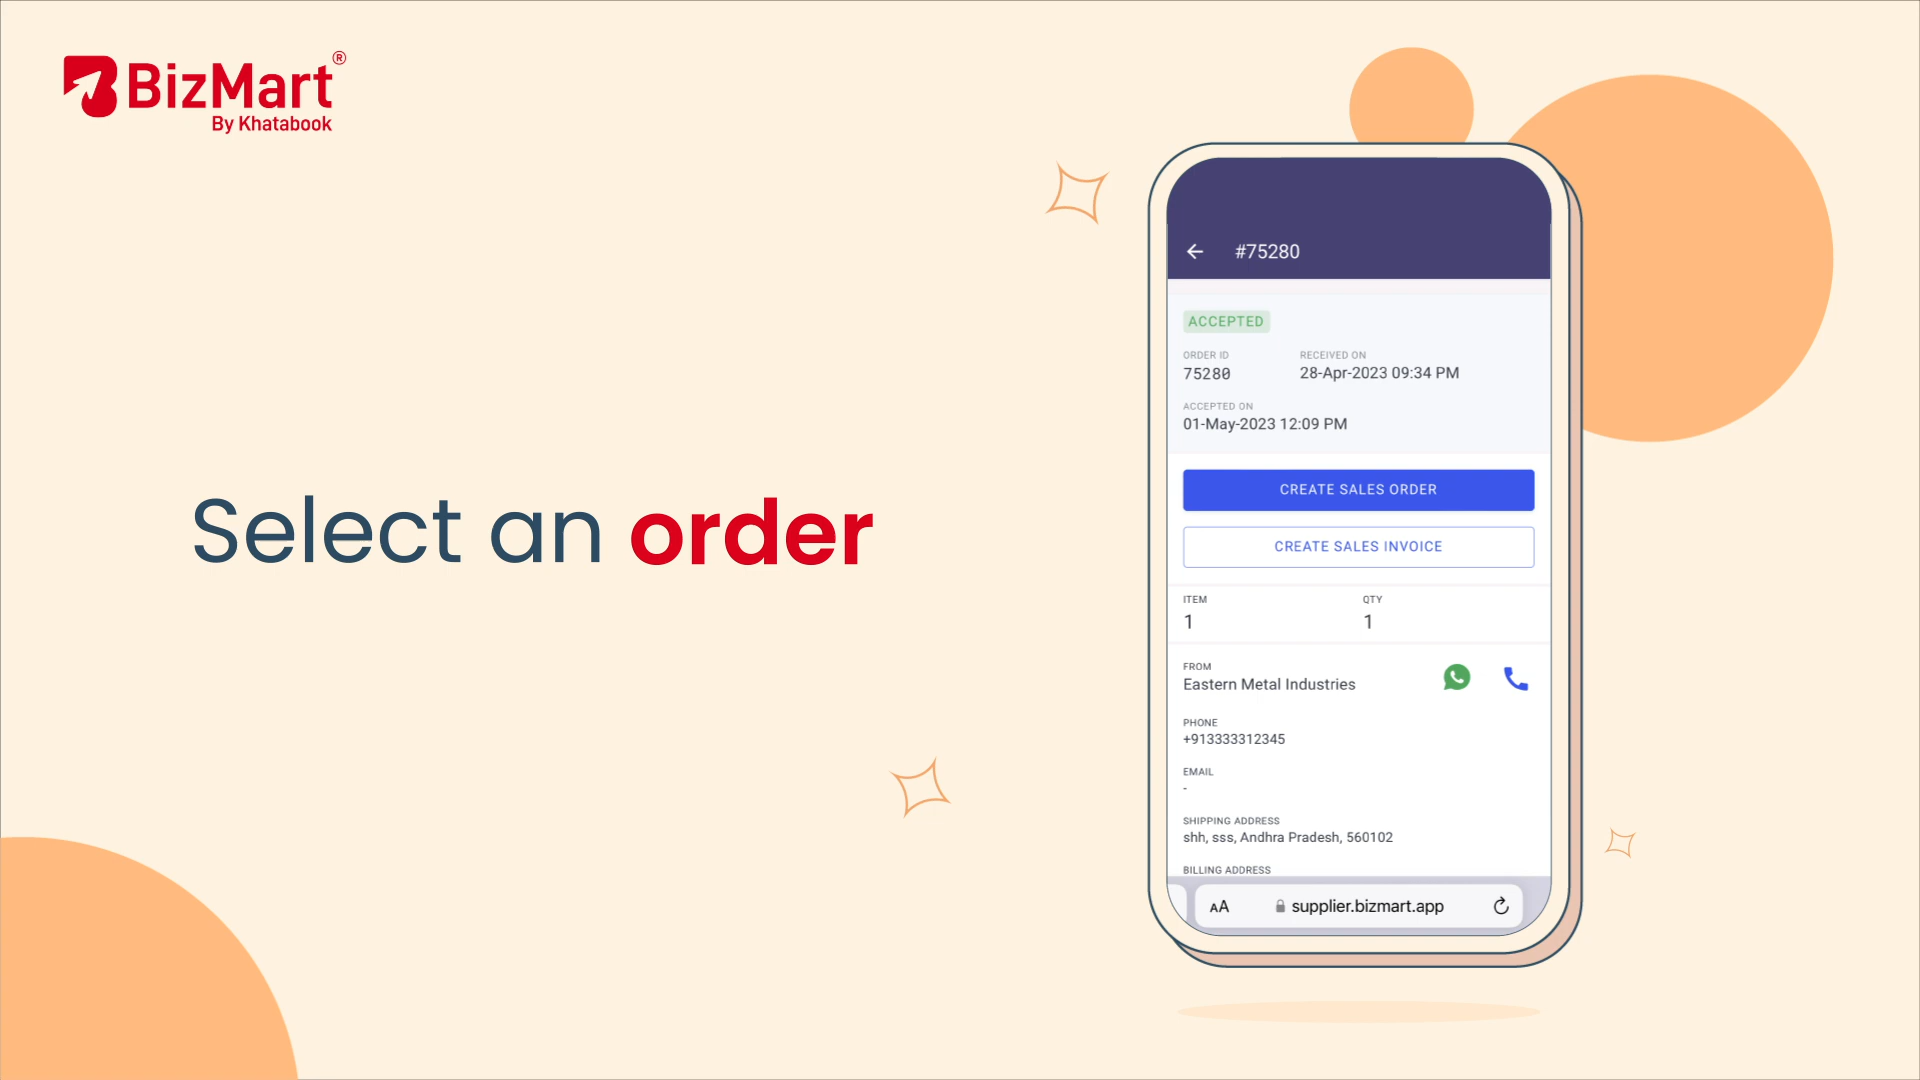 BizMart®
By Khatabook
Select an order
#75280
ACCEPTED
ORDER ID
75280
RECEIVED ON
28-Apr-2023 09:34 PM
ACCEPTED ON
01-May-2023 12:09 PM
CREATE SALES ORDER
CREATE SALES INVOICE
ITEM
1
QTY
1
FROM
Eastern Metal Industries
PHONE
+913333312345
EMAIL
-
SHIPPING ADDRESS
shh, sss, Andhra Pradesh, 560102
BILLING ADDRESS
AA supplier.bizmart.app